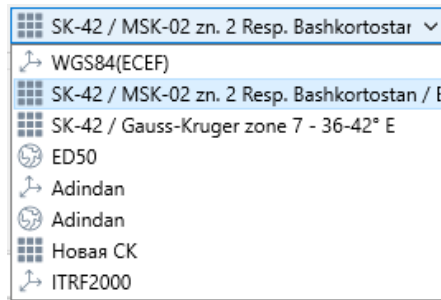 SK-42 / MSK-02 zn. 2 Resp. Bashkortostar
WGS84(ECEF)
SK-42 / MSK-02 zn. 2 Resp. Bashkortostar / E
SK-42 / Gauss-Kruger zone 7 - 36-42° E
ED50
Adindan
Adindan
Новая СК
ITRF2000